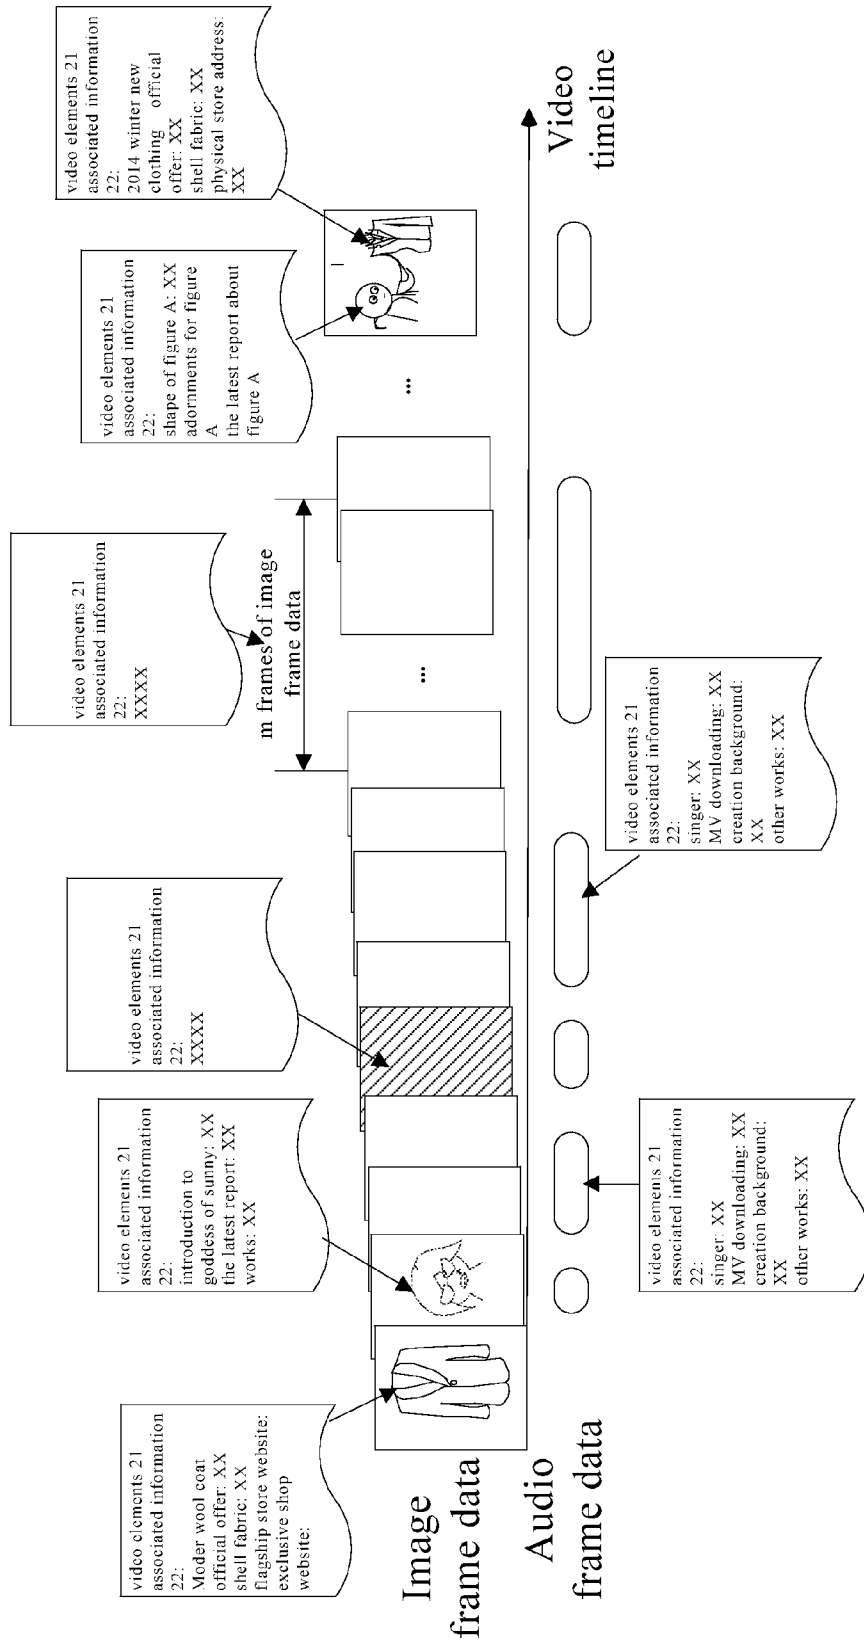 video elements 21
associated information
22:
Moder wool coat
official offer: XX
shell fabric: XX
flagship store website:
exclusive shop
website:
video elements 21
associated information
22:
introduction to
goddess of sunny: XX
the latest report: XX
works: XX
video elements 21
associated information
22:
XXXX
video elements 21
associated information
22:
XXXX
m frames of image
frame data
video elements 21
associated information
22:
shape of figure A: XX
adornments for figure
A
the latest report about
figure A
video elements 21
associated information
22:
2014 winter new
clothing official
offer: XX
shell fabric: XX
physical store address:
XX
...
...
Image
frame data
Audio
frame data
Video
timeline
video elements 21
associated information
22:
singer: XX
MV downloading: XX
creation background:
XX
other works: XX
video elements 21
associated information
22:
singer: XX
MV downloading: XX
creation background:
XX
other works: XX